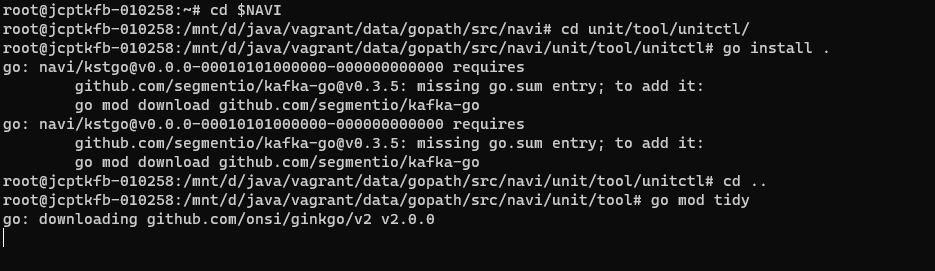 root@jcptkfb-010258:~# cd $NAVI
root@jcptkfb-010258:/mnt/d/java/vagrant/data/gopath/src/navi# cd unit/tool/unitctl/
root@jcptkfb-010258:/mnt/d/java/vagrant/data/gopath/src/navi/unit/tool/unitctl# go install .
go: navi/kstgo@v0.0.0-00010101000000-000000000000 requires
        github.com/segmentio/kafka-go@v0.3.5: missing go.sum entry; to add it:
        go mod download github.com/segmentio/kafka-go
go: navi/kstgo@v0.0.0-00010101000000-000000000000 requires
        github.com/segmentio/kafka-go@v0.3.5: missing go.sum entry; to add it:
        go mod download github.com/segmentio/kafka-go
root@jcptkfb-010258:/mnt/d/java/vagrant/data/gopath/src/navi/unit/tool/unitctl# cd ..
root@jcptkfb-010258:/mnt/d/java/vagrant/data/gopath/src/navi/unit/tool# go mod tidy
go: downloading github.com/onsi/ginkgo/v2 v2.0.0